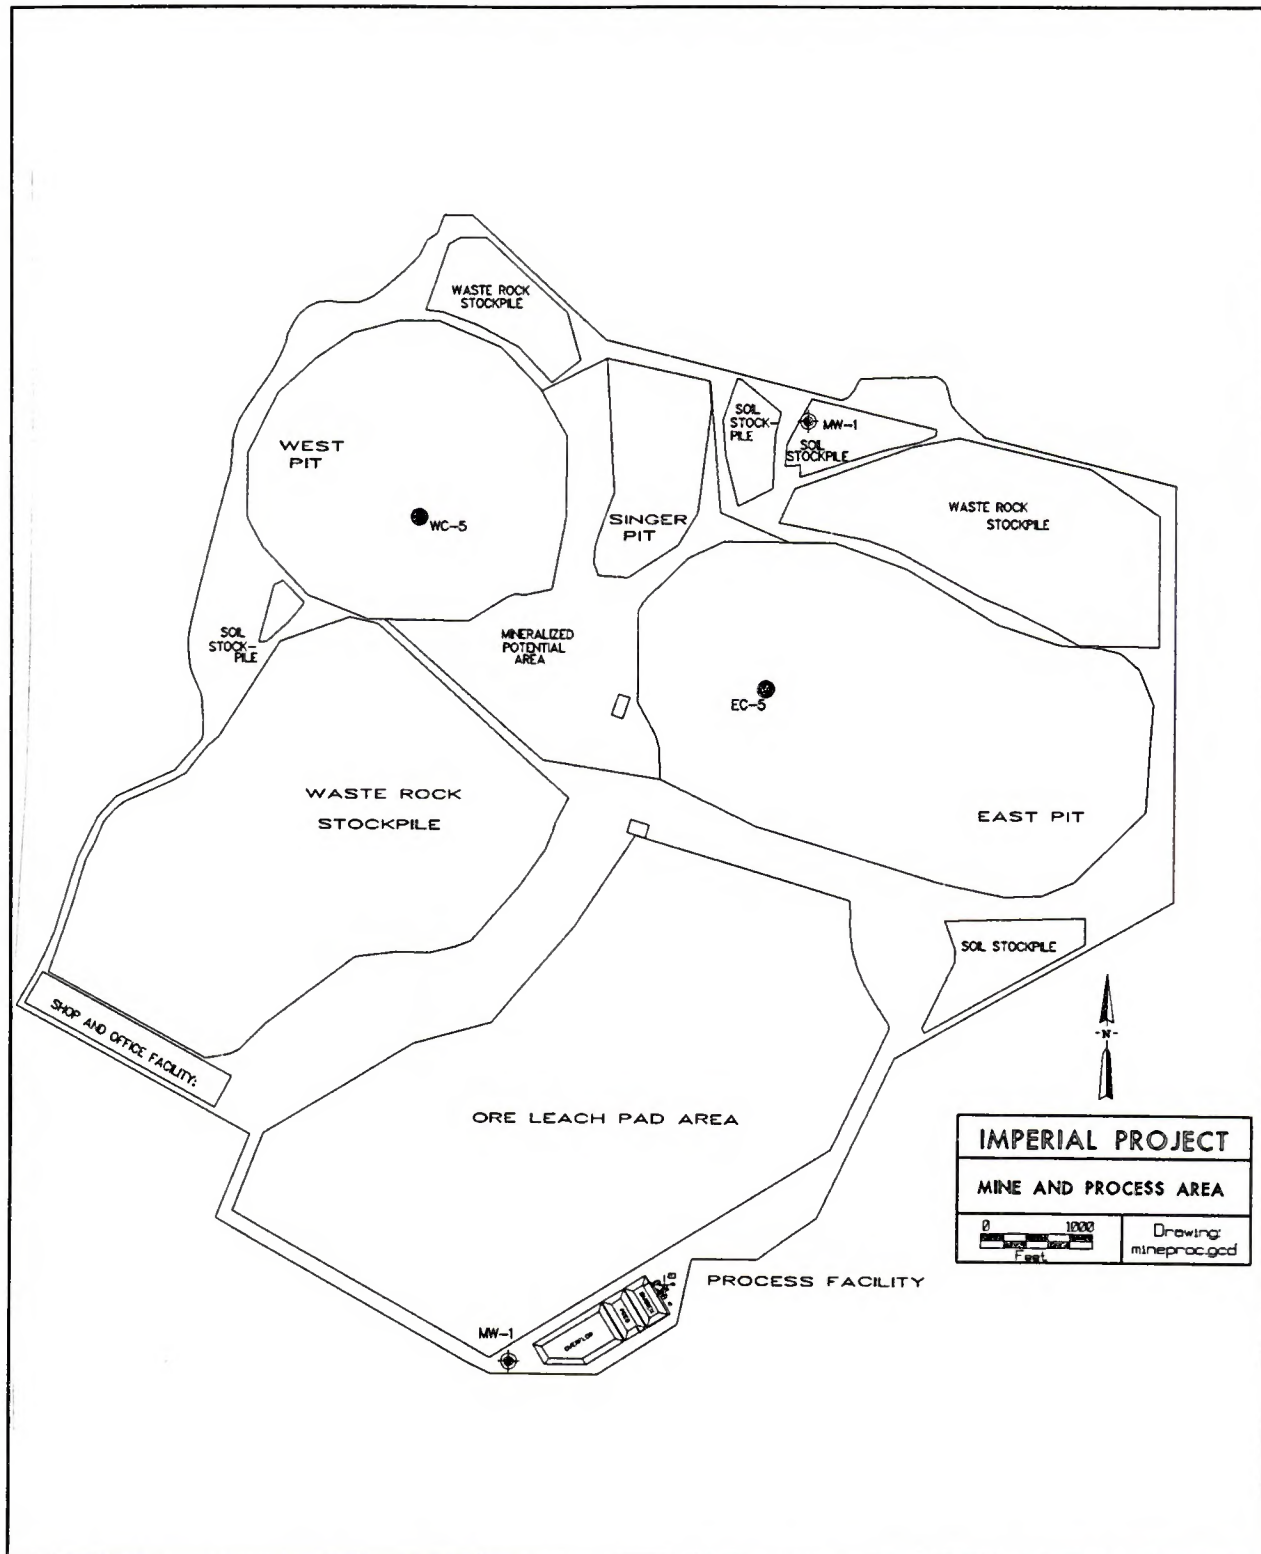 WASTE ROCK
STOCKPILE
WEST
PIT
WC-5
SINGER
PIT
SOIL
STOCK-
PILE
MW-1
SOIL
STOCKPILE
WASTE ROCK
STOCKPILE
SOIL
STOCK-
PILE
MINERALIZED
POTENTIAL
AREA
EC-5
WASTE ROCK
STOCKPILE
EAST PIT
SOIL STOCKPILE
SHOP AND OFFICE FACILITY:
-N-
ORE LEACH PAD AREA
IMPERIAL PROJECT
MINE AND PROCESS AREA
0 1000
Feet
Drawing:
mineproc.gcd
PROCESS FACILITY
OVERFLOW
MW-1